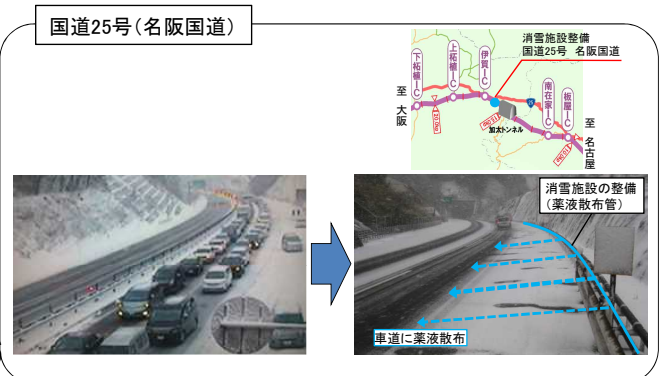 国道25号(名阪国道)
消雪施設整備
国道25号 名阪国道
下柘植IC
上柘植IC
伊賀IC
南在家IC
板屋IC
至 大阪
至 名古屋
加太トンネル
消雪施設の整備
(薬液散布管)
車道に薬液散布